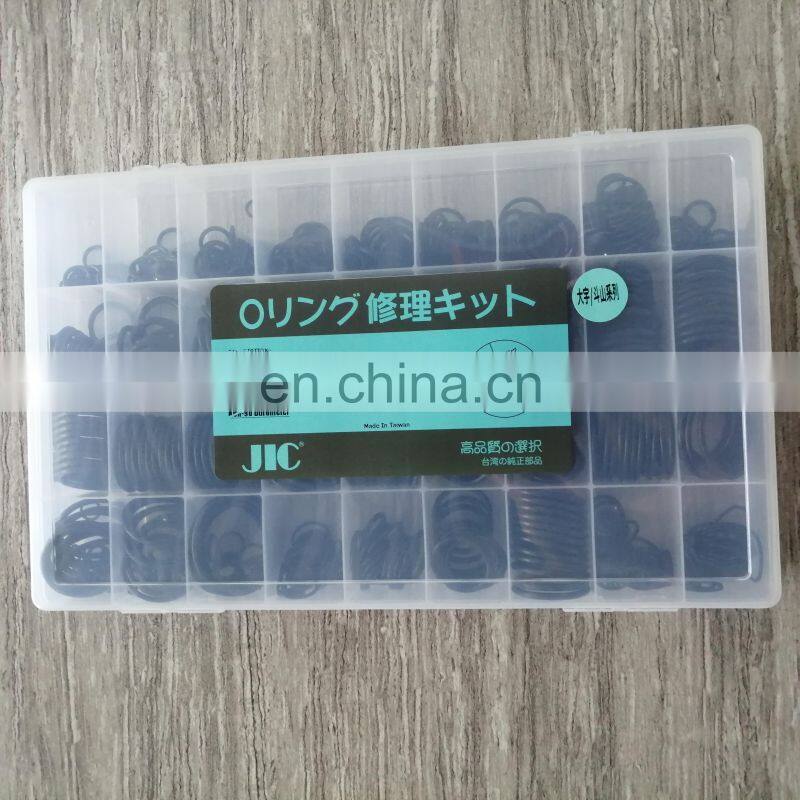 Oリング 修理キット
大宇/斗山系列
en.china.cn
Made In Taiwan
JIC®
高品質の選択
台湾の純正部品